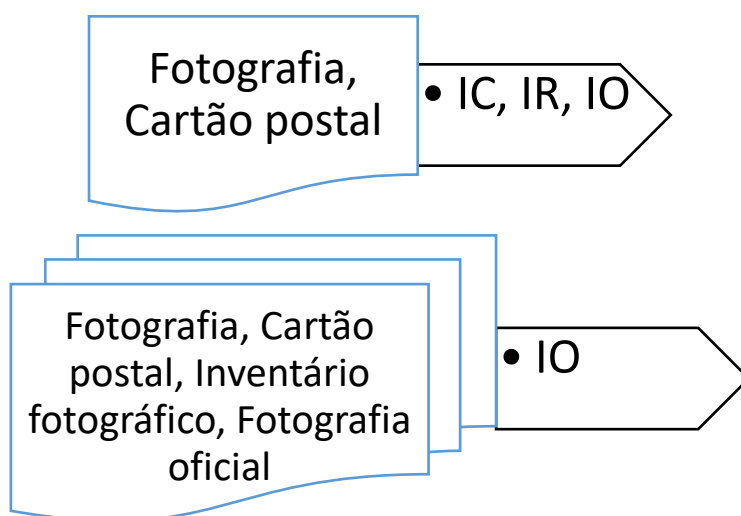 Fotografia,
Cartão postal
• IC, IR, IO
Fotografia, Cartão
postal, Inventário
fotográfico, Fotografia
oficial
• IO